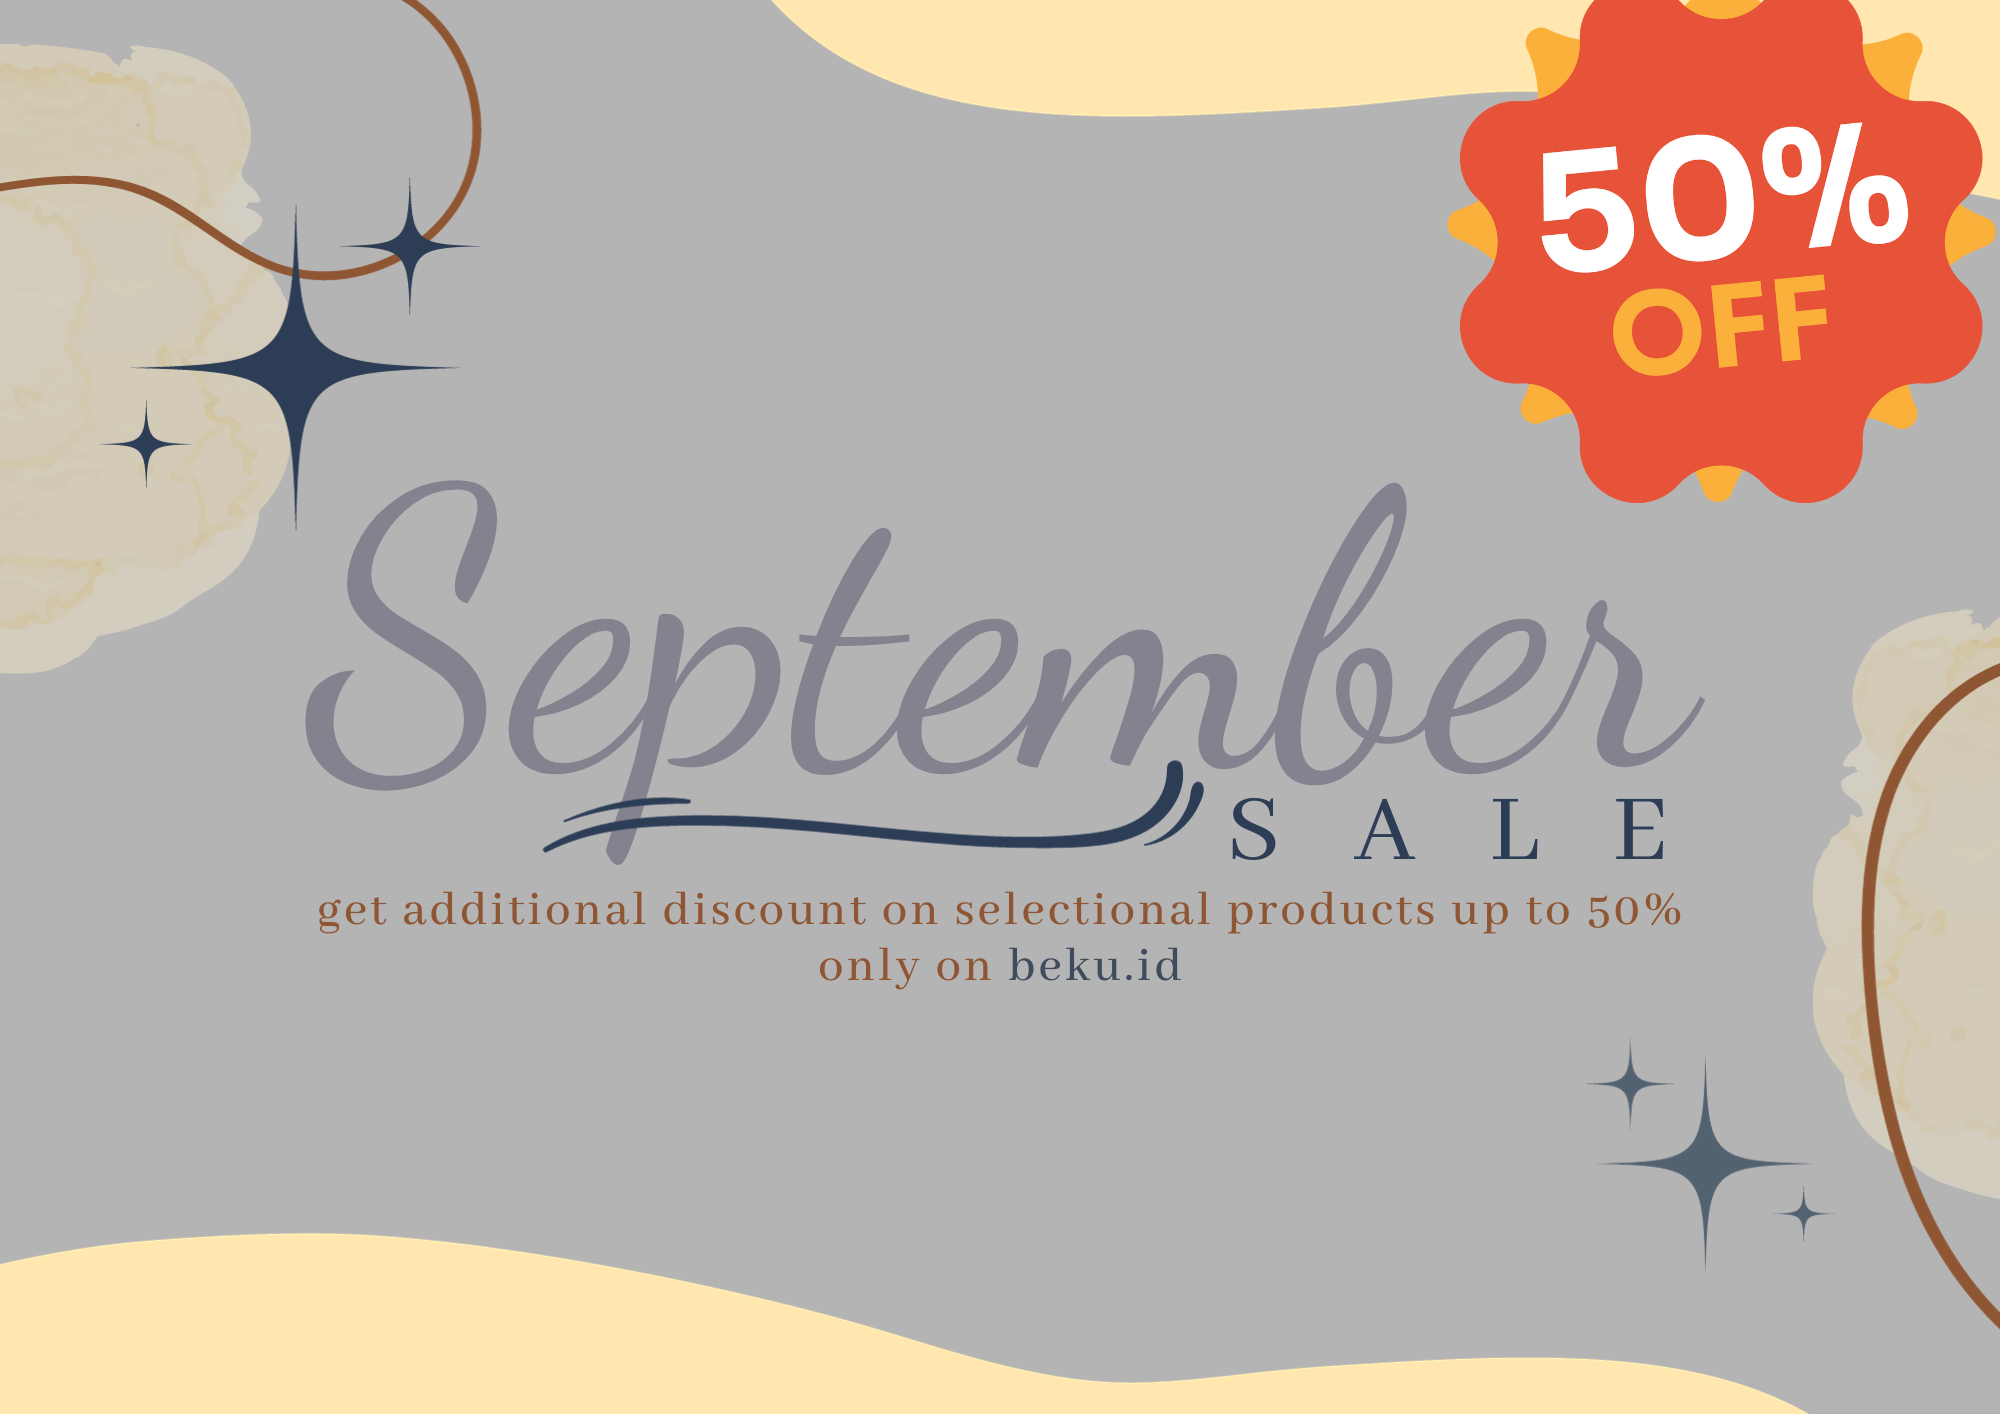 50%
OFF
September
SALE
get additional discount on selectional products up to 50%
only on beku.id